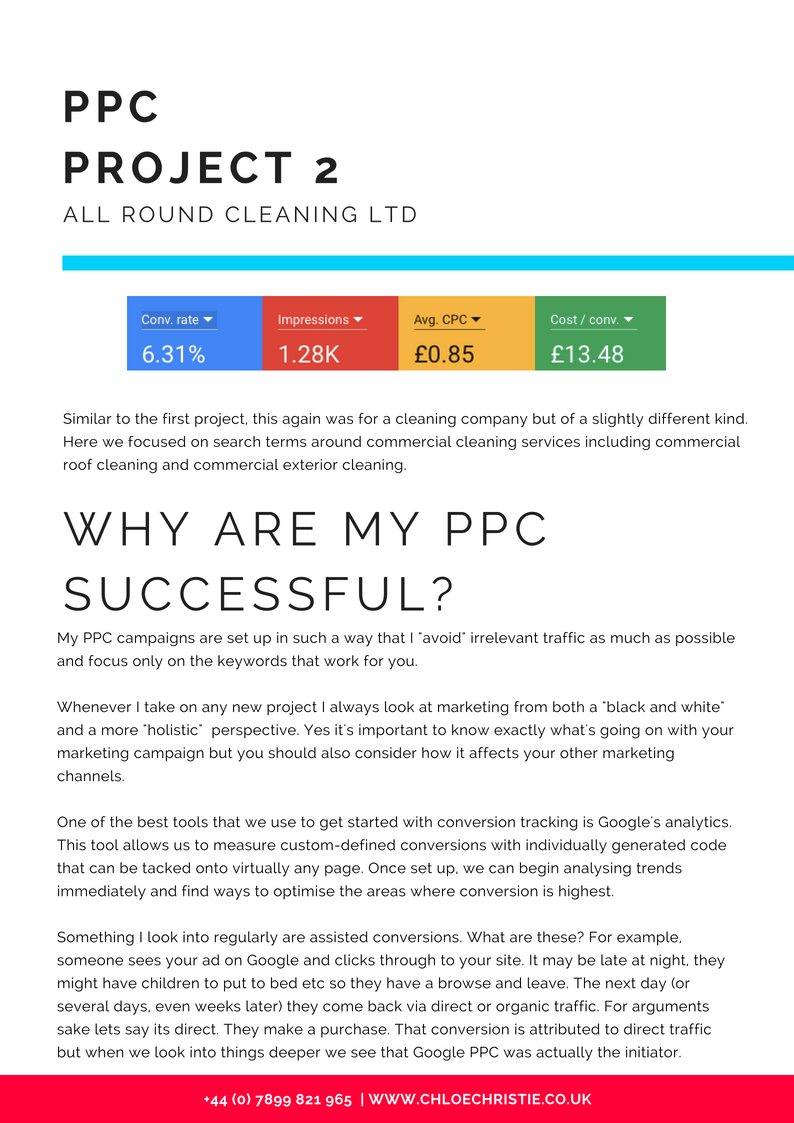 PPC
PROJECT 2
ALL ROUND CLEANING LTD
Conv. rate Impressions Avg. CPC Cost / conv.
6.31% 1.28K £0.85 £13.48
Similar to the first project, this again was for a cleaning company but of a slightly different kind.
Here we focused on search terms around commercial cleaning services including commercial
roof cleaning and commercial exterior cleaning.
WHY ARE MY PPC
SUCCESSFUL?
My PPC campaigns are set up in such a way that I "avoid" irrelevant traffic as much as possible
and focus only on the keywords that work for you.
Whenever I take on any new project I always look at marketing from both a "black and white"
and a more "holistic"  perspective. Yes it's important to know exactly what's going on with your
marketing campaign but you should also consider how it affects your other marketing
channels.
One of the best tools that we use to get started with conversion tracking is Google's analytics.
This tool allows us to measure custom-defined conversions with individually generated code
that can be tacked onto virtually any page. Once set up, we can begin analysing trends
immediately and find ways to optimise the areas where conversion is highest.
Something I look into regularly are assisted conversions. What are these? For example,
someone sees your ad on Google and clicks through to your site. It may be late at night, they
might have children to put to bed etc so they have a browse and leave. The next day (or
several days, even weeks later) they come back via direct or organic traffic. For arguments
sake lets say its direct. They make a purchase. That conversion is attributed to direct traffic
but when we look into things deeper we see that Google PPC was actually the initiator.
+44 (0) 7899 821 965 | WWW.CHLOECHRISTIE.CO.UK